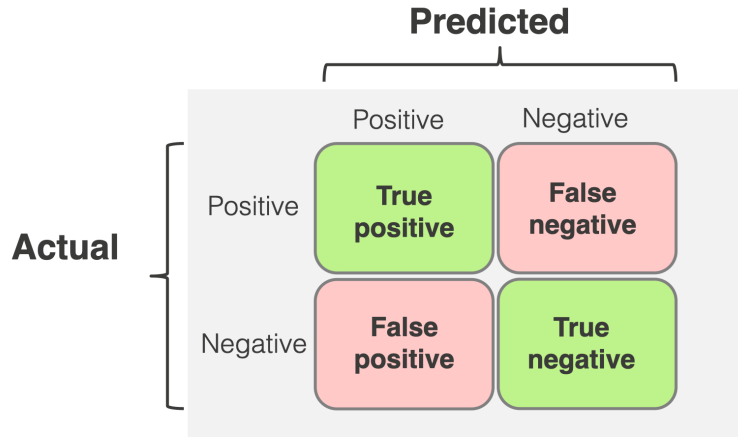 Predicted
Positive
Negative
Actual
Positive
True
positive
False
negative
Negative
False
positive
True
negative